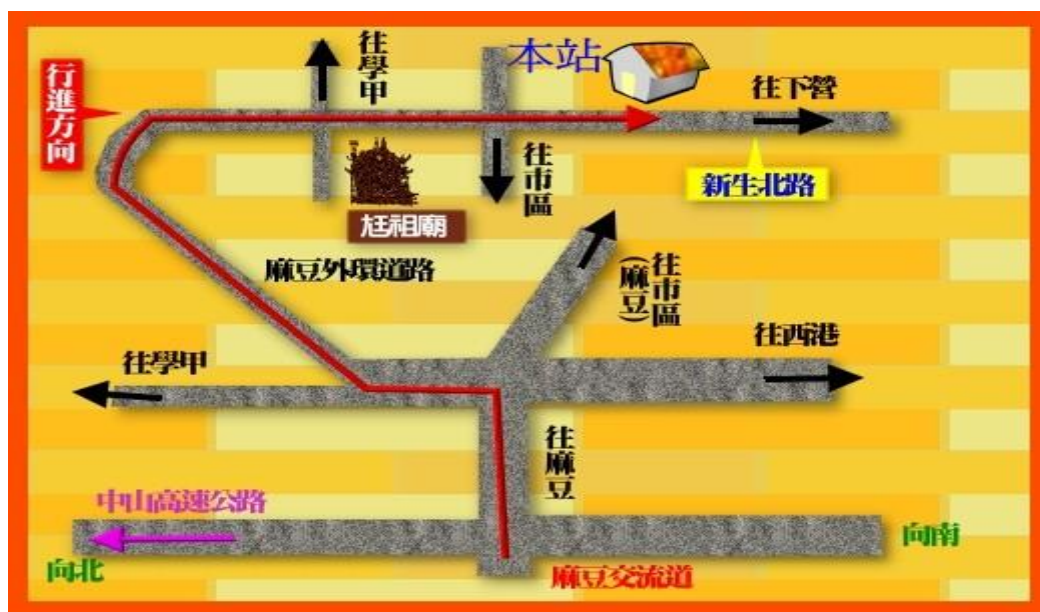 往學甲
本站
行進方向
往下營
往市區
新生北路
尪祖廟
麻豆外環道路
往市區
(麻豆)
往西港
往學甲
往麻豆
中山高速公路
向南
向北
麻豆交流道